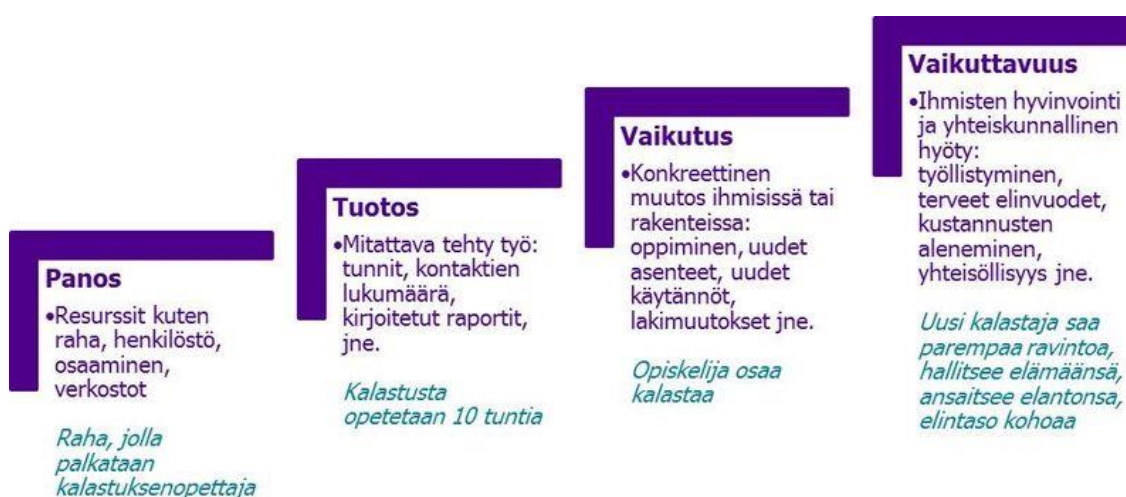 Panos
•Resurssit kuten
raha, henkilöstö,
osaaminen,
verkostot
Raha, jolla
palkataan
kalastuksenopettaja
Tuotos
•Mitattava tehty työ:
tunnit, kontaktien
lukumäärä,
kirjoitetut raportit,
jne.
Kalastusta
opetetaan 10 tuntia
Vaikutus
•Konkreettinen
muutos ihmisissä tai
rakenteissa:
oppiminen, uudet
asenteet, uudet
käytännöt,
lakimuutokset jne.
Opiskelija osaa
kalastaa
Vaikuttavuus
•Ihmisten hyvinvointi
ja yhteiskunnallinen
hyöty:
työllistyminen,
terveet elinvuodet,
kustannusten
aleneminen,
yhteisöllisyys jne.
Uusi kalastaja saa
parempaa ravintoa,
hallitsee elämäänsä,
ansaitsee elantonsa,
elintaso kohoaa